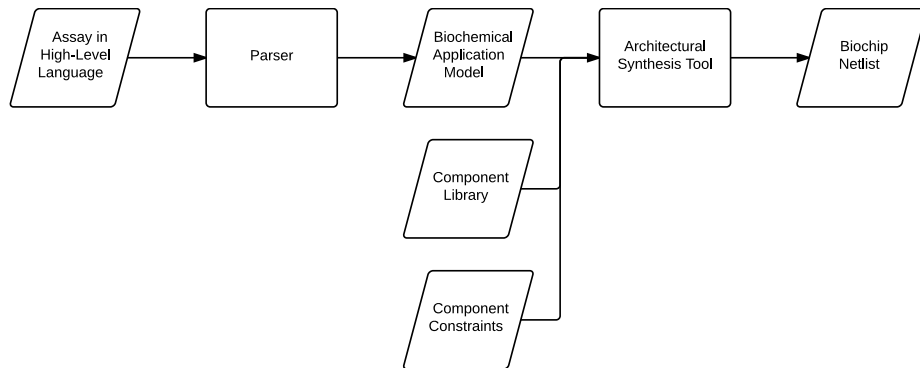 Assay in
High-Level
Language
Parser
Biochemical
Application
Model
Architectural
Synthesis Tool
Biochip
Netlist
Component
Library
Component
Constraints